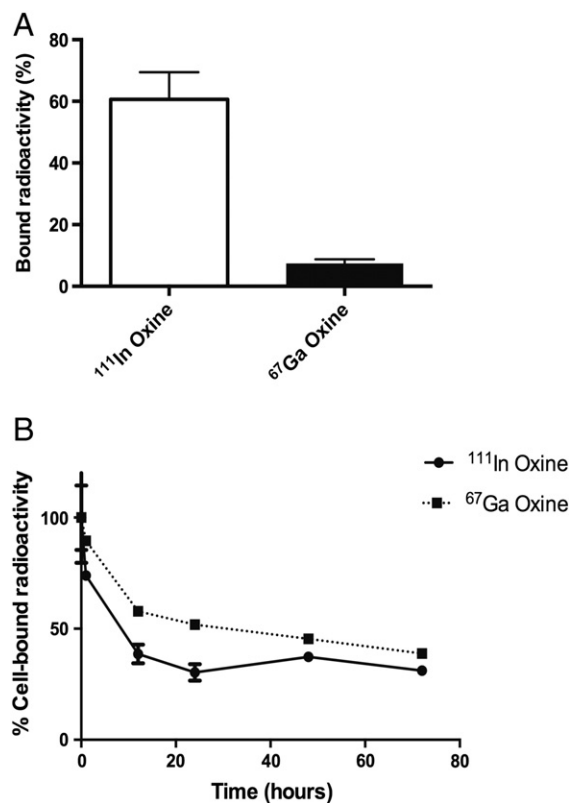 A
Bound radioactivity (%)
80
60
40
20
0
¹¹¹In Oxine
⁶⁷Ga Oxine
B
% Cell-bound radioactivity
100
50
0
0
20
40
60
80
Time (hours)
¹¹¹In Oxine
⁶⁷Ga Oxine